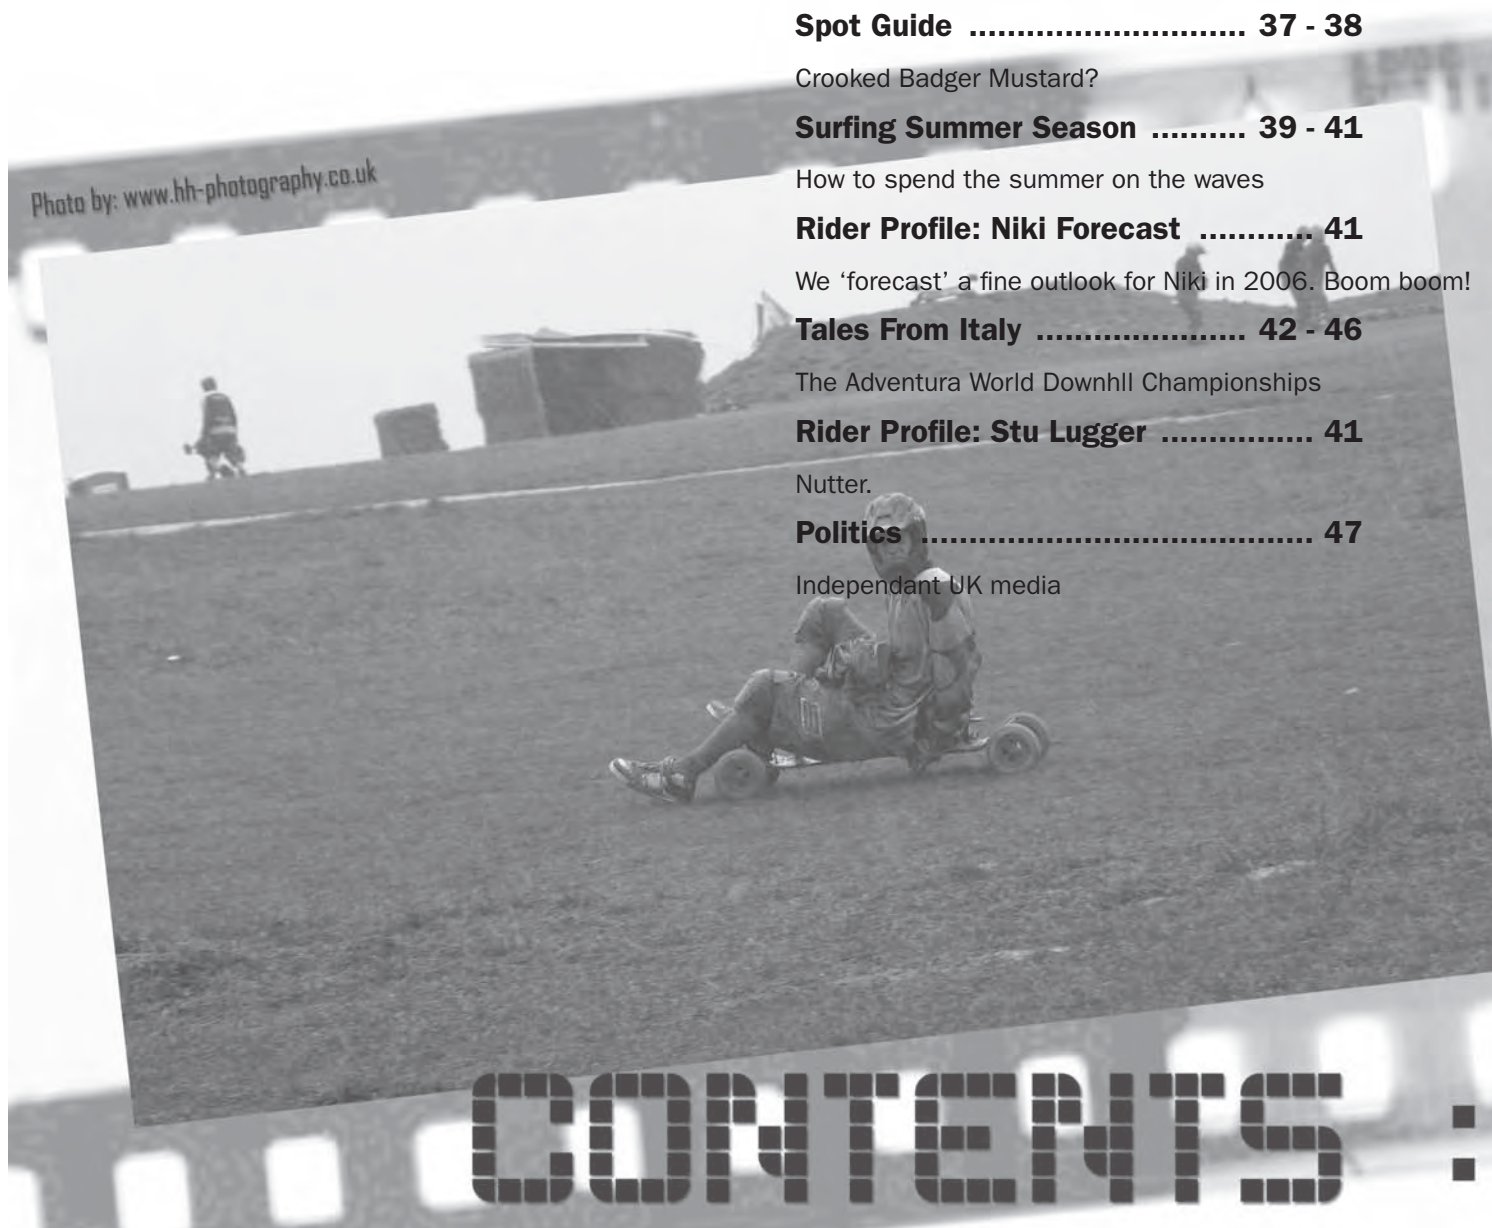 Spot Guide ............................. 37 - 38
Crooked Badger Mustard?
Surfing Summer Season .......... 39 - 41
How to spend the summer on the waves
Photo by: www.hh-photography.co.uk
Rider Profile: Niki Forecast ............ 41
We ‘forecast’ a fine outlook for Niki in 2006. Boom boom!
Tales From Italy ...................... 42 - 46
The Adventura World Downhll Championships
Rider Profile: Stu Lugger ................ 41
Nutter.
Politics ......................................... 47
Independant UK media
CONTENTS :